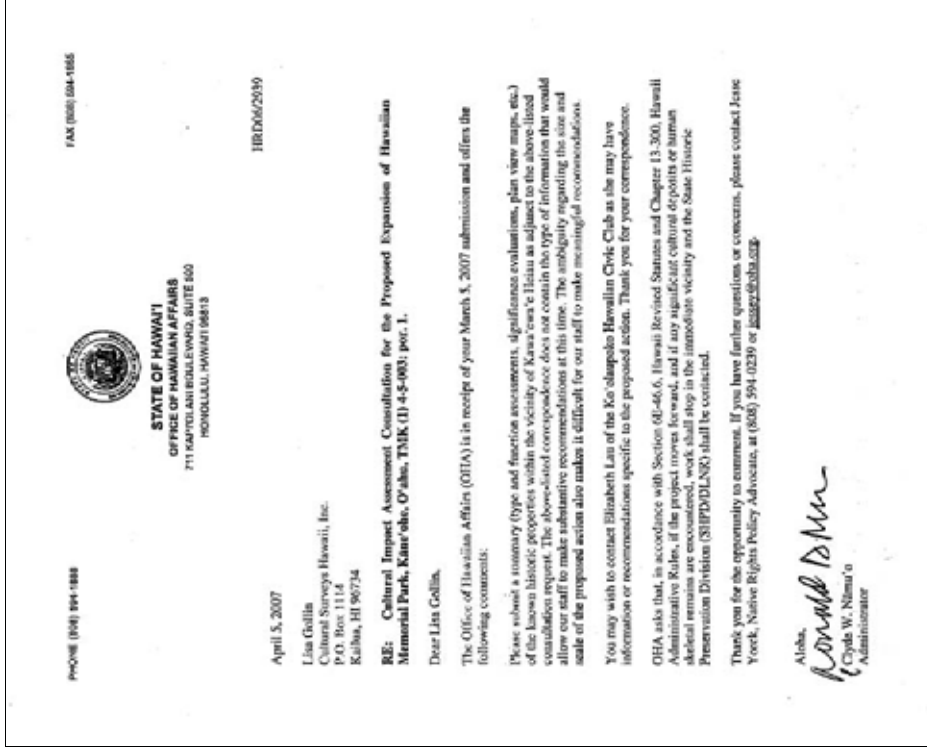 PHONE (808) 594-1888
FAX (808) 594-1865
STATE OF HAWAI'I
OFFICE OF HAWAIIAN AFFAIRS
711 KAPI'OLANI BOULEVARD, SUITE 500
HONOLULU, HAWAI'I 96813
HRD06/2939
April 5, 2007
Lisa Gollin
Cultural Surveys Hawaii, Inc.
P.O. Box 1114
Kailua, HI 96734
RE: Cultural Impact Assessment Consultation for the Proposed Expansion of Hawaiian
Memorial Park, Kāne'ohe, O'ahu, TMK (1) 4-5-003: por. 1.
Dear Lisa Gollin,
The Office of Hawaiian Affairs (OHA) is in receipt of your March 5, 2007 submission and offers the
following comments:
Please submit a summary (type and function assessments, significance evaluations, plan view maps, etc.)
of the known historic properties within the vicinity of Kawa'ewa'e Heiau as adjunct to the above-listed
consultation request. The above-listed correspondence does not contain the type of information that would
allow our staff to make substantive recommendations at this time. The ambiguity regarding the size and
scale of the proposed action also makes it difficult for our staff to make meaningful recommendations.
You may wish to contact Elizabeth Lau of the Ko'olaupoko Hawaiian Civic Club as she may have
information or recommendations specific to the proposed action. Thank you for your correspondence.
OHA asks that, in accordance with Section 6E-46.6, Hawaii Revised Statutes and Chapter 13-300, Hawaii
Administrative Rules, if the project moves forward, and if any significant cultural deposits or human
skeletal remains are encountered, work shall stop in the immediate vicinity and the State Historic
Preservation Division (SHPD/DLNR) shall be contacted.
Thank you for the opportunity to comment. If you have further questions or concerns, please contact Jesse
Yorck, Native Rights Policy Advocate, at (808) 594-0239 or jessey@oha.org.
Aloha,
Clyde W. Nāmu'o
Administrator